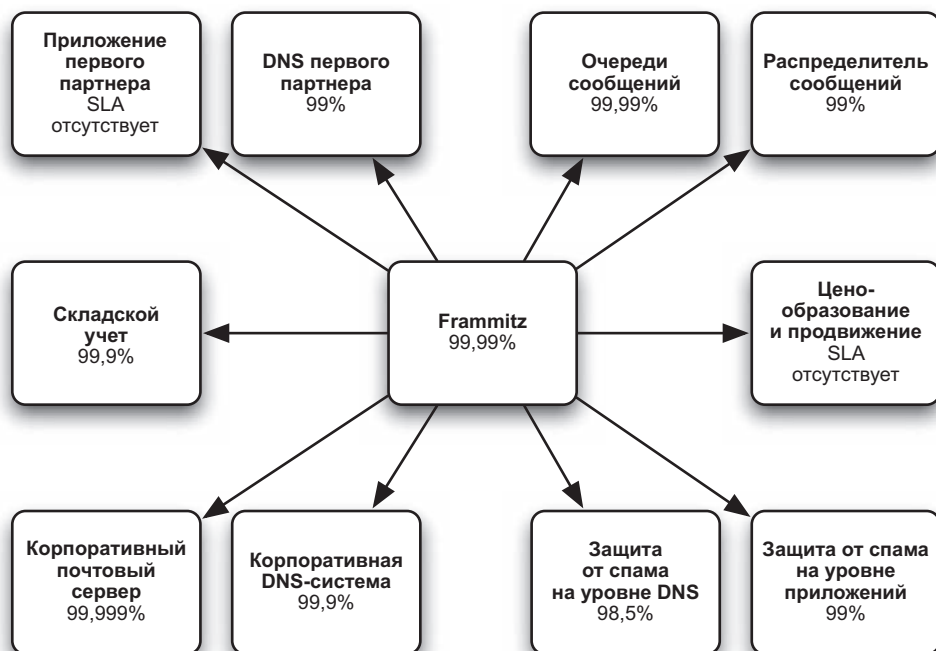 Приложение
первого
партнера
SLA
отсутствует
DNS первого
партнера
99%
Очереди
сообщений
99,99%
Распределитель
сообщений
99%
Складской
учет
99,9%
Frammitz
99,99%
Цено-
образование
и продвижение
SLA
отсутствует
Корпоративный
почтовый
сервер
99,999%
Корпоративная
DNS-система
99,9%
Защита
от спама
на уровне DNS
98,5%
Защита от спама
на уровне
приложений
99%